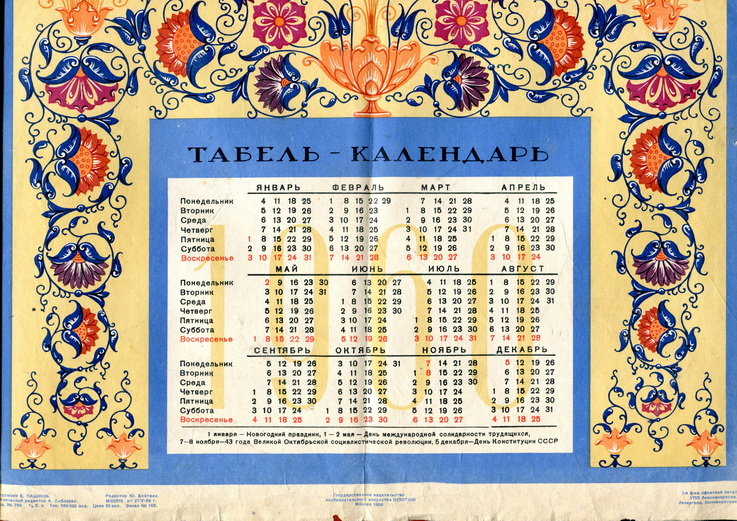 ТАБЕЛЬ - КАЛЕНДАРЬ
1960
ЯНВАРЬ ФЕВРАЛЬ МАРТ АПРЕЛЬ
Понедельник 4 11 18 25 1 8 15 22 29 7 14 21 28 4 11 18 25
Вторник 5 12 19 26 2 9 16 23 1 8 15 22 29 5 12 19 26
Среда 6 13 20 27 3 10 17 24 2 9 16 23 30 6 13 20 27
Четверг 7 14 21 28 4 11 18 25 3 10 17 24 31 7 14 21 28
Пятница 1 8 15 22 29 5 12 19 26 4 11 18 25 1 8 15 22 29
Суббота 2 9 16 23 30 6 13 20 27 5 12 19 26 2 9 16 23 30
Воскресенье 3 10 17 24 31 7 14 21 28 6 13 20 27 3 10 17 24
МАЙ ИЮНЬ ИЮЛЬ АВГУСТ
Понедельник 2 9 16 23 30 6 13 20 27 4 11 18 25 1 8 15 22 29
Вторник 3 10 17 24 31 7 14 21 28 5 12 19 26 2 9 16 23 30
Среда 4 11 18 25 1 8 15 22 29 6 13 20 27 3 10 17 24 31
Четверг 5 12 19 26 2 9 16 23 30 7 14 21 28 4 11 18 25
Пятница 6 13 20 27 3 10 17 24 1 8 15 22 29 5 12 19 26
Суббота 7 14 21 28 4 11 18 25 2 9 16 23 30 6 13 20 27
Воскресенье 1 8 15 22 29 5 12 19 26 3 10 17 24 31 7 14 21 28
СЕНТЯБРЬ ОКТЯБРЬ НОЯБРЬ ДЕКАБРЬ
Понедельник 5 12 19 26 3 10 17 24 31 7 14 21 28 5 12 19 26
Вторник 6 13 20 27 4 11 18 25 1 8 15 22 29 6 13 20 27
Среда 7 14 21 28 5 12 19 26 2 9 16 23 30 7 14 21 28
Четверг 1 8 15 22 29 6 13 20 27 3 10 17 24 1 8 15 22 29
Пятница 2 9 16 23 30 7 14 21 28 4 11 18 25 2 9 16 23 30
Суббота 3 10 17 24 1 8 15 22 29 5 12 19 26 3 10 17 24 31
Воскресенье 4 11 18 25 2 9 16 23 30 6 13 20 27 4 11 18 25
1 января — Новогодний праздник, 1 — 2 мая — День международной солидарности трудящихся,
7—8 ноября—43 года Великой Октябрьской социалистической революции, 5 декабря—День Конституции СССР
Редактор Ю.
Государственное издательство
изобразительного искусства
Москва 1959